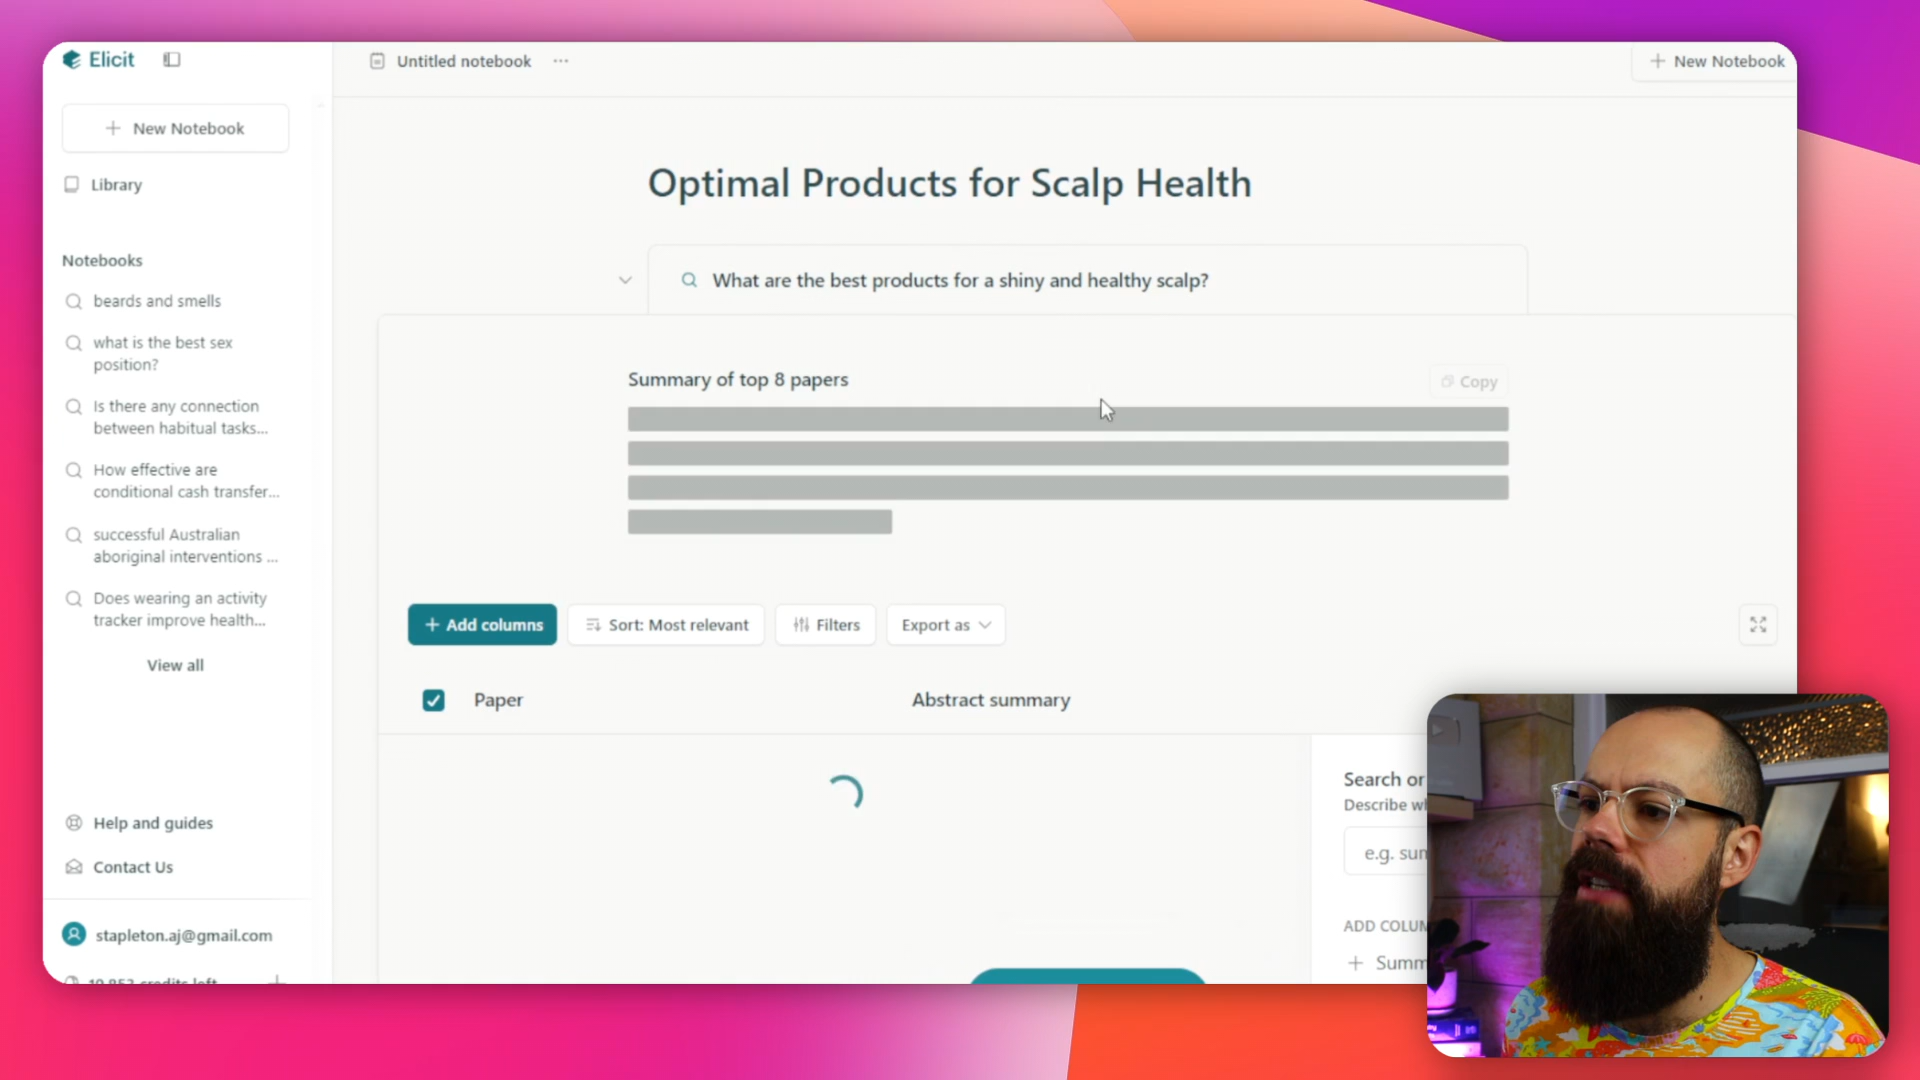 Elicit
Untitled notebook
New Notebook
New Notebook
Library
Optimal Products for Scalp Health
Notebooks
What are the best products for a shiny and healthy scalp?
beards and smells
what is the best sex
position?
Is there any connection
between habitual tasks...
How effective are
conditional cash transfer...
successful Australian
aboriginal interventions ...
Does wearing an activity
tracker improve health...
View all
Summary of top 8 papers
Copy
Add columns
Sort: Most relevant
Filters
Export as
Paper
Abstract summary
Search or
Describe
e.g.
ADD
Help and guides
Contact Us
stapleton.aj@gmail.com
10,853 credits left